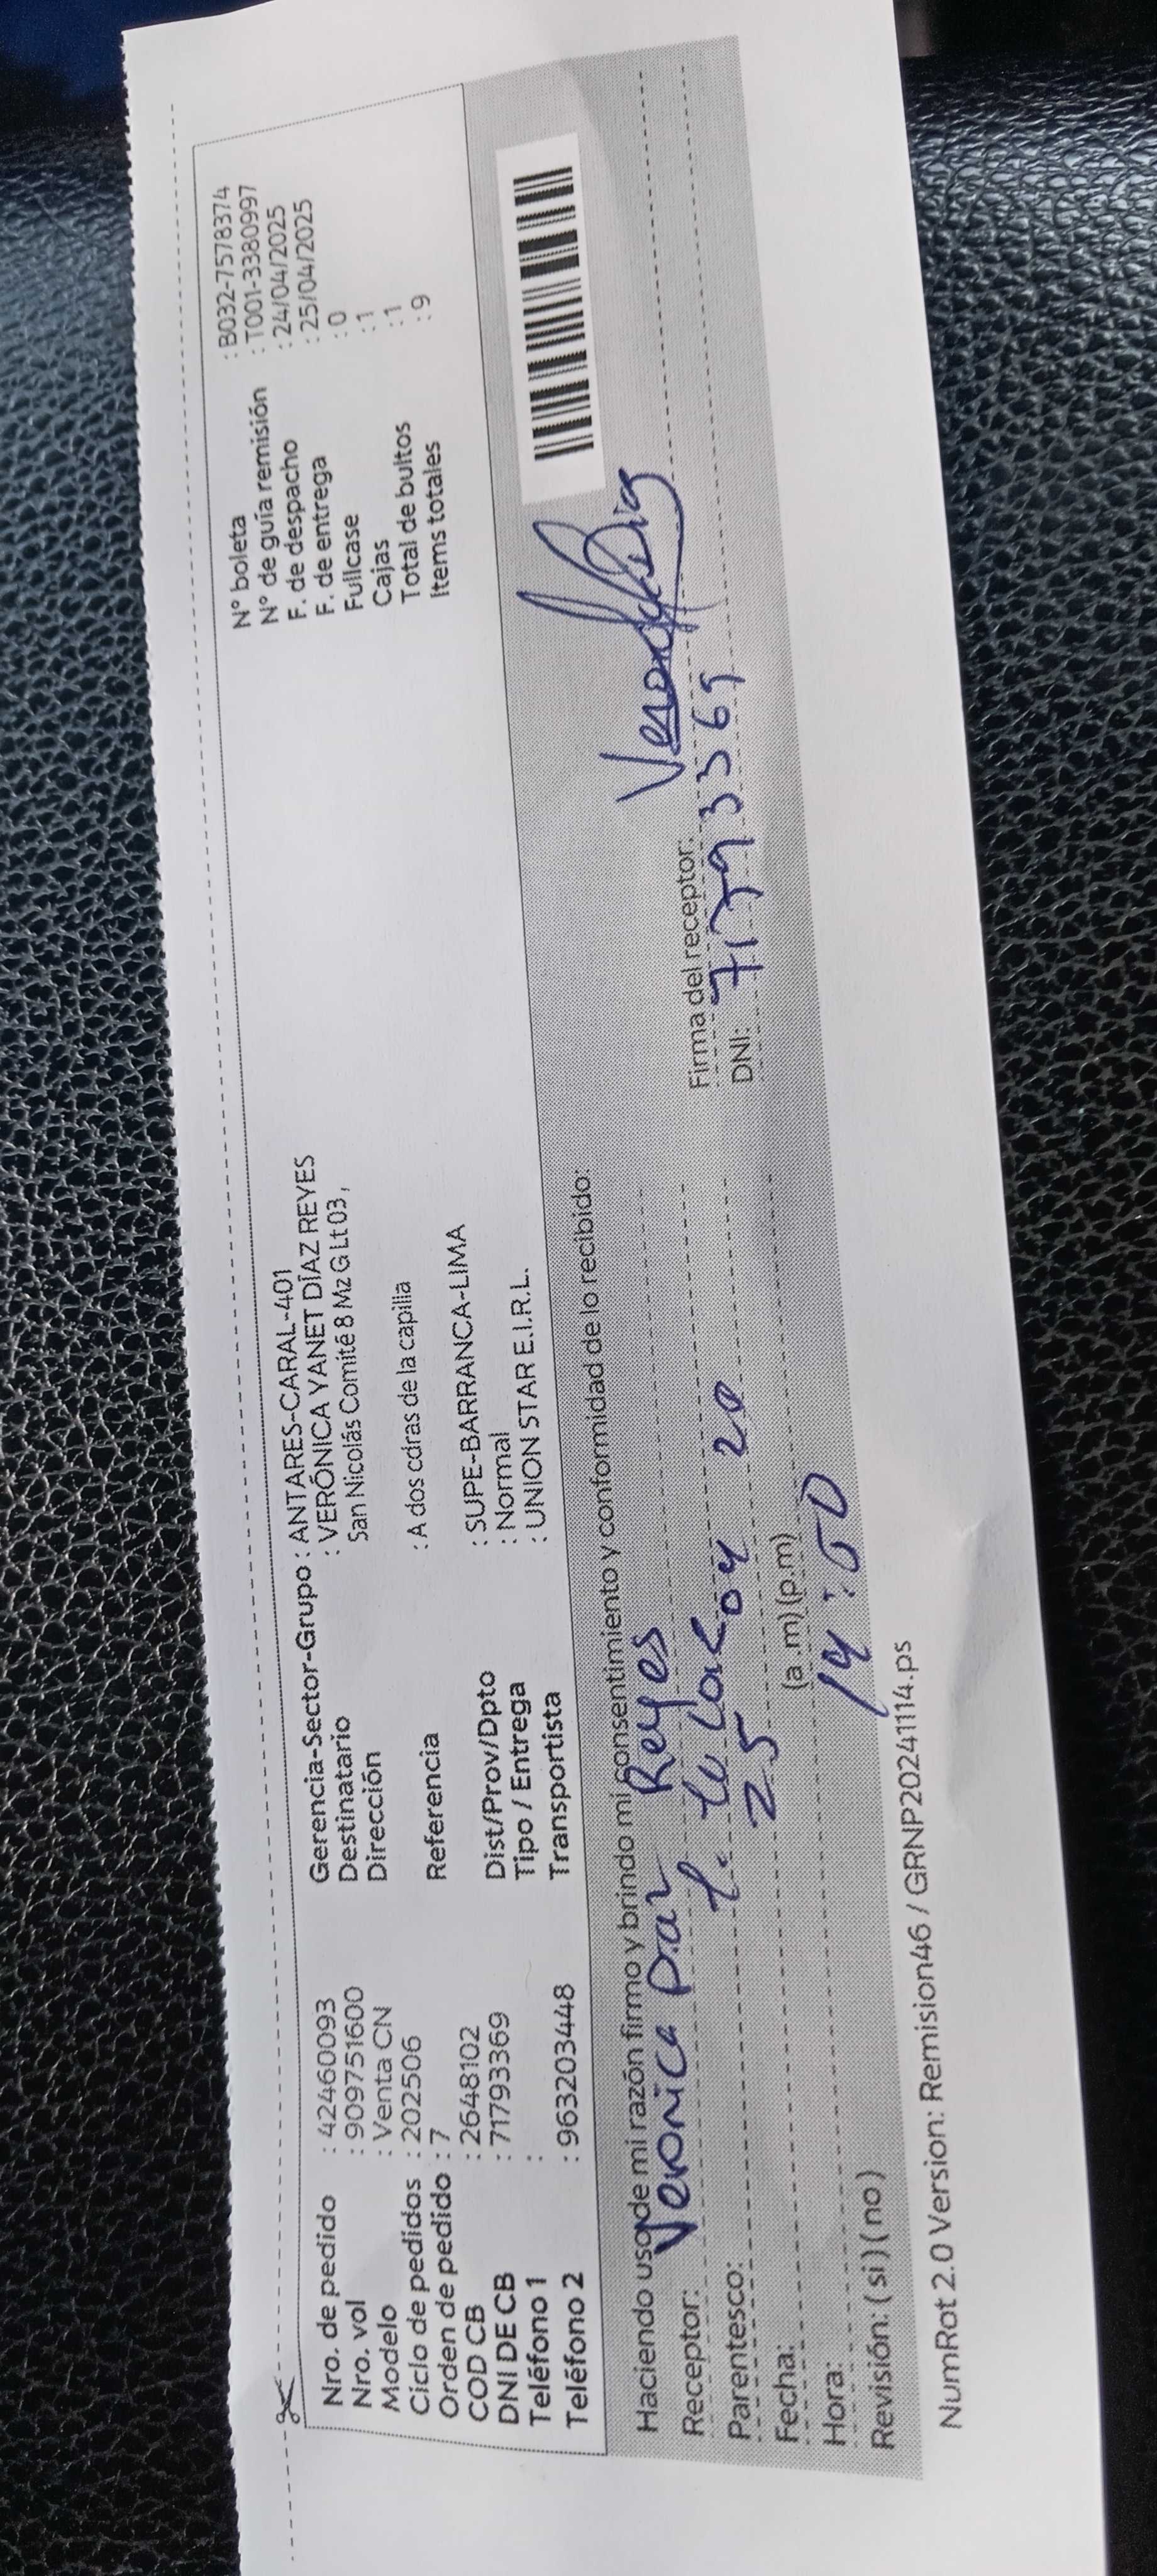 Nro. de pedido : 42460093
Nro. vol : 909751600
Modelo : Venta CN
Ciclo de pedidos : 202506
Orden de pedido : 7
COD CB : 2648102
DNI DE CB : 71793369
Teléfono 1 :
Teléfono 2 : 963203448
Gerencia-Sector-Grupo : ANTARES-CARAL-401
Destinatario : VERÓNICA YANET DÍAZ REYES
Dirección San Nicolás Comité 8 Mz G Lt 03 ,
Referencia : A dos cdras de la capilla
Dist/Prov/Dpto : SUPE-BARRANCA-LIMA
Tipo / Entrega : Normal
Transportista : UNION STAR E.I.R.L.
N° boleta : B032-7578374
N° de guía remisión : T001-3380997
F. de despacho : 24/04/2025
F. de entrega : 25/04/2025
Fullcase : 0
Cajas : 1
Total de bultos : 1
Items totales : 9
Haciendo uso de mi razón firmo y brindo mi consentimiento y conformidad de lo recibido:
Receptor: Veronica Diaz Reyes
Parentesco:
Fecha: 25 04 20
Hora: (a.m) (p.m) 14:50
Revisión: ( si ) ( no )
Firma del receptor:
DNI: 71793369
NumRot 2.0 Version: Remision46 / GRNP20241114.ps